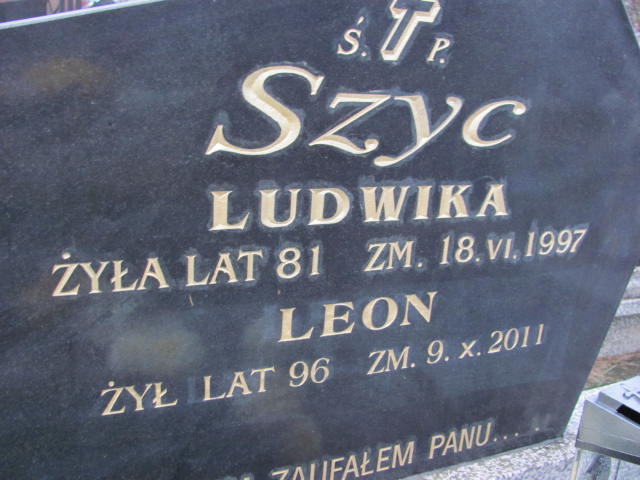 Ś. P.
Szyc
LUDWIKA
ŻYŁA LAT 81 ZM. 18.VI.1997
LEON
ŻYŁ LAT 96 ZM. 9.X.2011
ZAUFAŁEM PANU.....